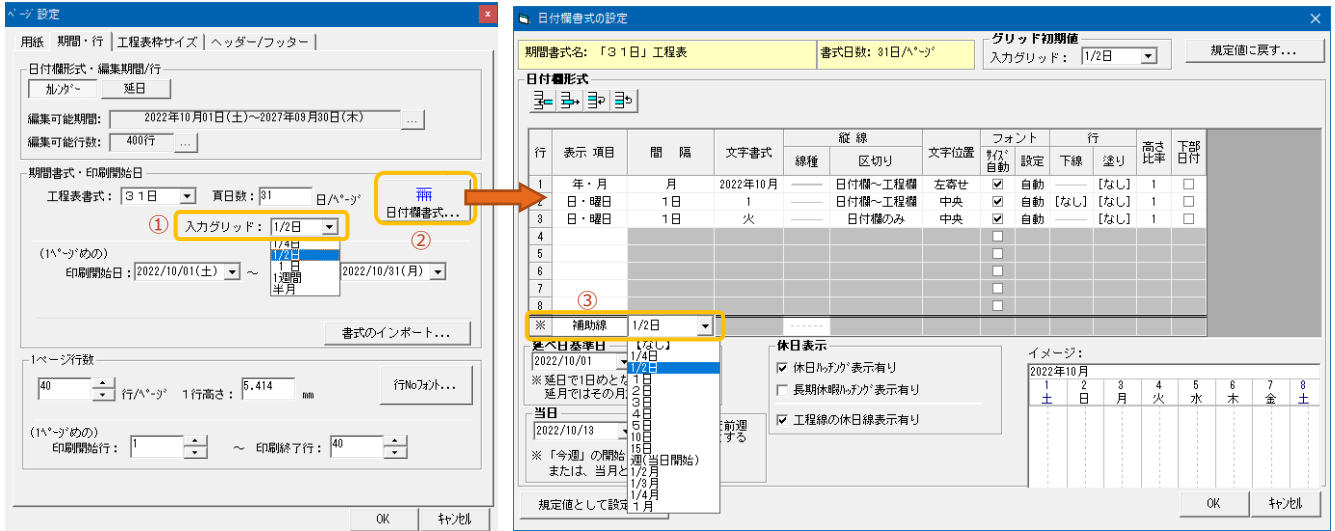 ページ設定
用紙 期間・行 工程表枠サイズ ヘッダー/フッター
日付欄形式・編集期間/行
カレンダー 延日
編集可能期間: 2022年10月01日(土)～2027年09月30日(木) ...
編集可能行数: 400行 ...
期間書式・印刷開始日
工程表書式: 31日 頁日数: 31 日/ページ
日付欄書式...
① 入力グリッド: 1/2日
②
1/4日
1/2日
1日
1週間
半月
(1ページめの)
印刷開始日: 2022/10/01(土) ～ 2022/10/31(月)
書式のインポート...
1ページ行数
40 行/ページ 1行高さ: 5.414 mm 行Noフォント...
(1ページめの)
印刷開始行: 1 ～ 印刷終了行: 40
OK キャンセル
日付欄書式の設定
期間書式名: 「31日」工程表 書式日数: 31日/ページ
グリッド初期値
入力グリッド: 1/2日
規定値に戻す...
日付欄形式
行 表示 項目 間 隔 文字書式 縦 線 文字位置 フォント 行 高さ比率 下部日付
線種 区切り サイズ自動 設定 下線 塗り
1 年・月 月 2022年10月 日付欄～工程欄 左寄せ 自動 [なし] 1
2 日・曜日 1日 1 日付欄～工程欄 中央 自動 [なし] [なし] 1
3 日・曜日 1日 火 日付欄のみ 中央 自動 [なし] 1
4
5
6
7
8
③
※ 補助線 1/2日
【なし】
1/4日
1/2日
1日
2日
3日
4日
5日
10日
15日
週(当日開始)
1/2月
1/3月
1/4月
1月
延べ日基準日
2022/10/01
※延日で1日めとな
延月ではその月
当日
2022/10/13
前週
とする
※「今週」の開始
または、当月と
休日表示
休日ハッチング表示有り
長期休暇ハッチング表示有り
工程線の休日線表示有り
イメージ:
2022年10月
1 2 3 4 5 6 7 8
土 日 月 火 水 木 金 土
規定値として設定
OK キャンセル